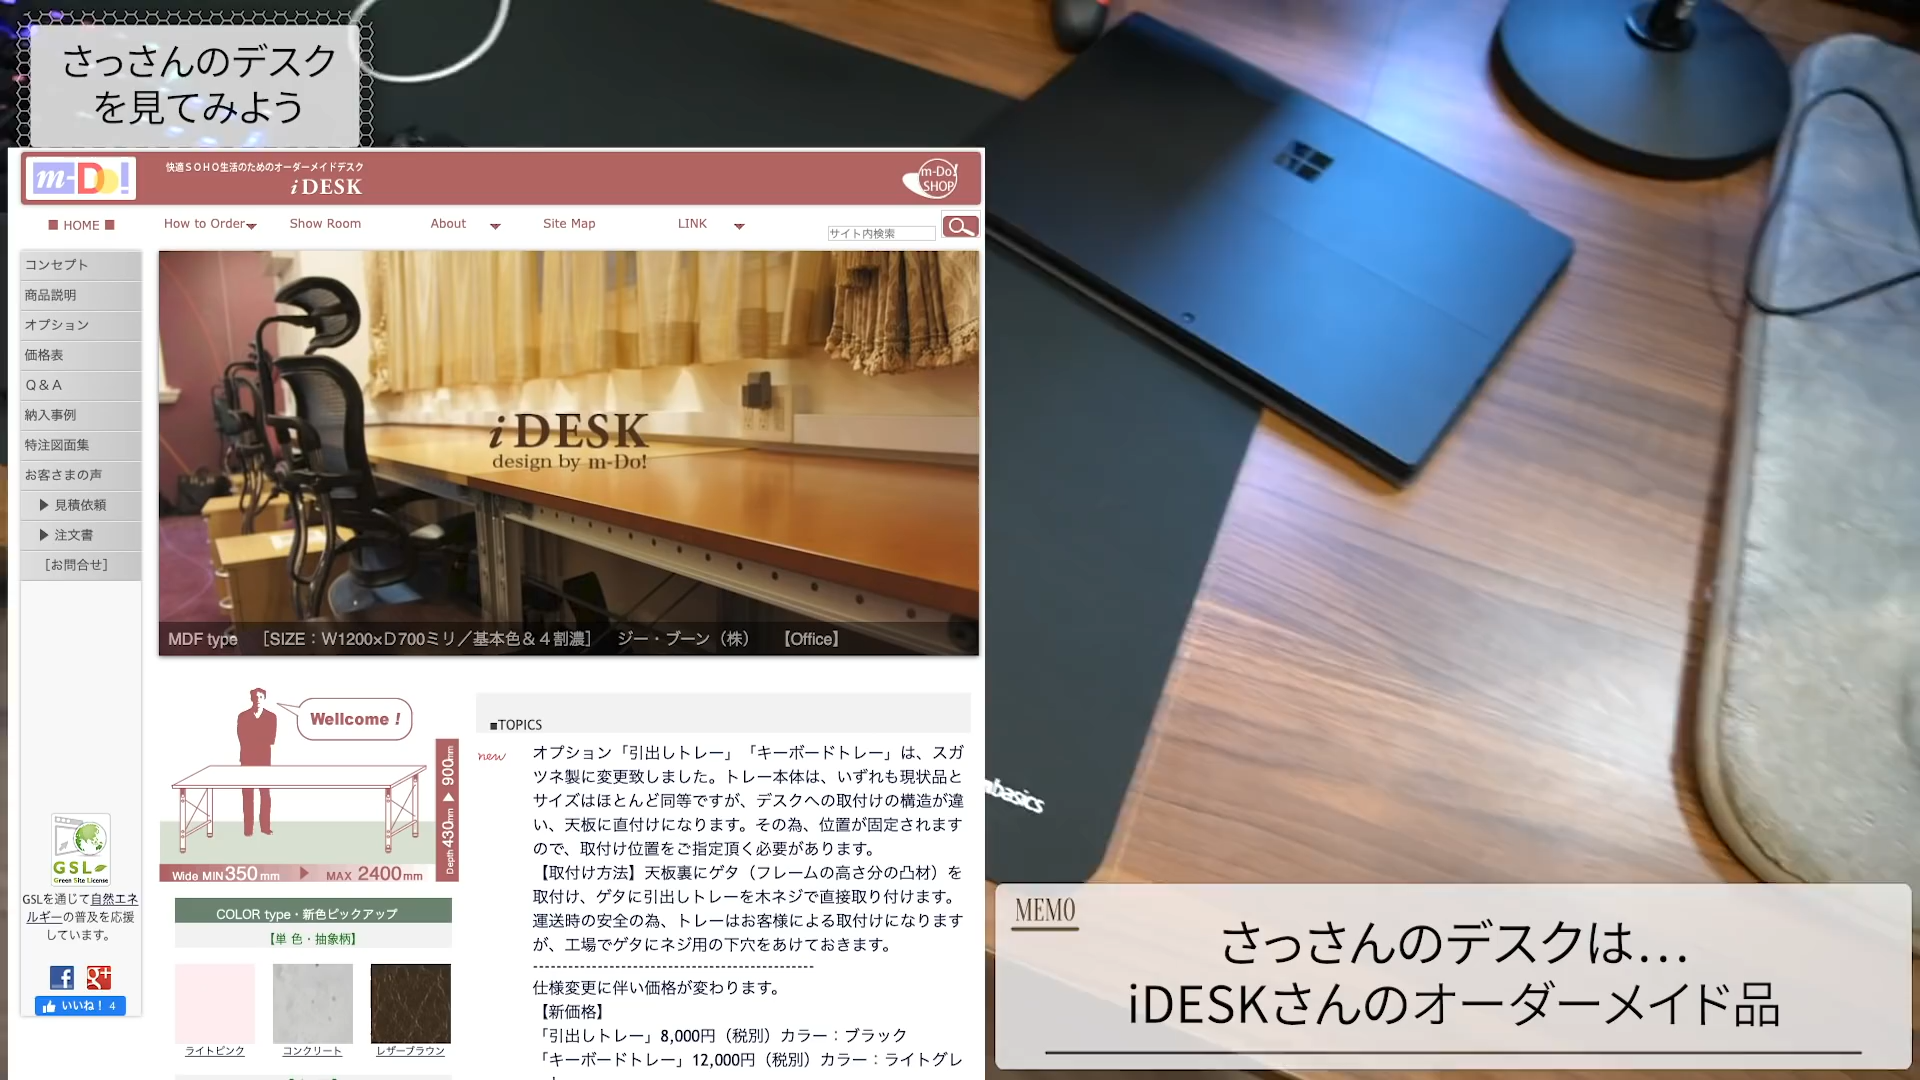 さっさんのデスク
を見てみよう
m-Do!
快適SOHO生活のためのオーダーメイドデスク
iDESK
m-Do!
SHOP
■ HOME ■
How to Order
Show Room
About
Site Map
LINK
サイト内検索
コンセプト
商品説明
オプション
価格表
Q&A
納入事例
特注図面集
お客さまの声
▶ 見積依頼
▶ 注文書
[お問合せ]
iDESK
design by m-Do!
MDF type [SIZE：W1200×D700ミリ／基本色＆４割濃] ジー・ブーン（株） 【Office】
Wellcome !
Depth 430mm ▲ 900mm
Wide MIN 350mm ▶ MAX 2400mm
COLOR type・新色ピックアップ
【単 色・抽象柄】
ライトピンク
コンクリート
レザーブラウン
GSL
Green Site License
GSLを通じて自然エネ
ルギーの普及を応援
しています。
いいね！ 4
■TOPICS
new
オプション「引出しトレー」「キーボードトレー」は、スガ
ツネ製に変更致しました。トレー本体は、いずれも現状品と
サイズはほとんど同等ですが、デスクへの取付けの構造が違
い、天板に直付けになります。その為、位置が固定されます
ので、取付け位置をご指定頂く必要があります。
【取付け方法】天板裏にゲタ（フレームの高さ分の凸材）を
取付け、ゲタに引出しトレーを木ネジで直接取り付けます。
運送時の安全の為、トレーはお客様による取付けになります
が、工場でゲタにネジ用の下穴をあけておきます。
------------------------------------------------
仕様変更に伴い価格が変わります。
【新価格】
「引出しトレー」8,000円（税別）カラー：ブラック
「キーボードトレー」12,000円（税別）カラー：ライトグレ
basics
MEMO
さっさんのデスクは…
iDESKさんのオーダーメイド品